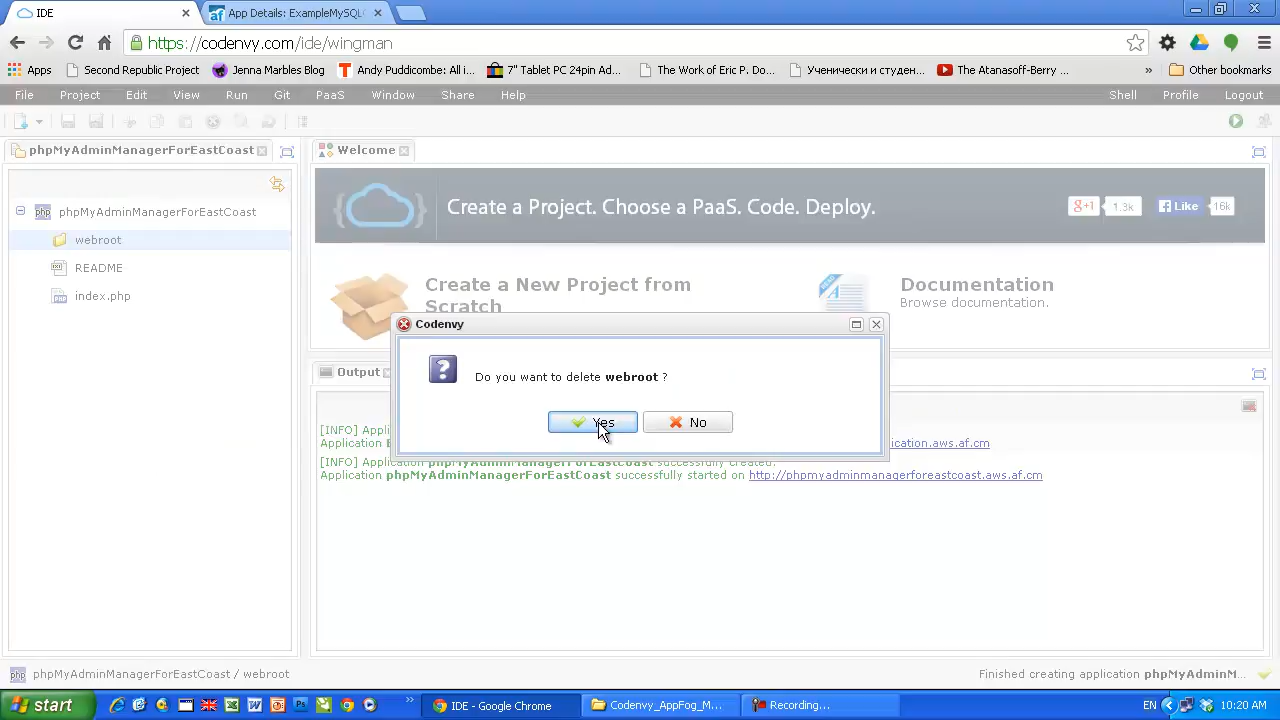 IDE
App Details: ExampleMySQL
https://codenvy.com/ide/wingman
Apps
Second Republic Project
Jenna Marbles Blog
Andy Puddicombe: All i...
7" Tablet PC 24pin Ad...
The Work of Eric P. Do...
Ученически и студен...
The Atanasoff-Berry ...
»
Other bookmarks
File Project Edit View Run Git PaaS Window Share Help Shell Profile Logout
phpMyAdminManagerForEastCoast
Welcome
Create a Project. Choose a PaaS. Code. Deploy.
g+1 1.3k
Like 16k
phpMyAdminManagerForEastCoast
webroot
README
index.php
Create a New Project from
Scratch
Documentation
Browse documentation.
Codenvy
Do you want to delete webroot ?
Yes
No
Output
[INFO] Appli
Application ication.aws.af.cm
[INFO] Application phpMyAdminManagerForEastCoast successfully created.
Application phpMyAdminManagerForEastCoast successfully started on http://phpmyadminmanagerforeastcoast.aws.af.cm
phpMyAdminManagerForEastCoast / webroot
Finished creating application phpMyAdminM...
start
»
IDE - Google Chrome
Codenvy_AppFog_M...
Recording...
EN
10:20 AM